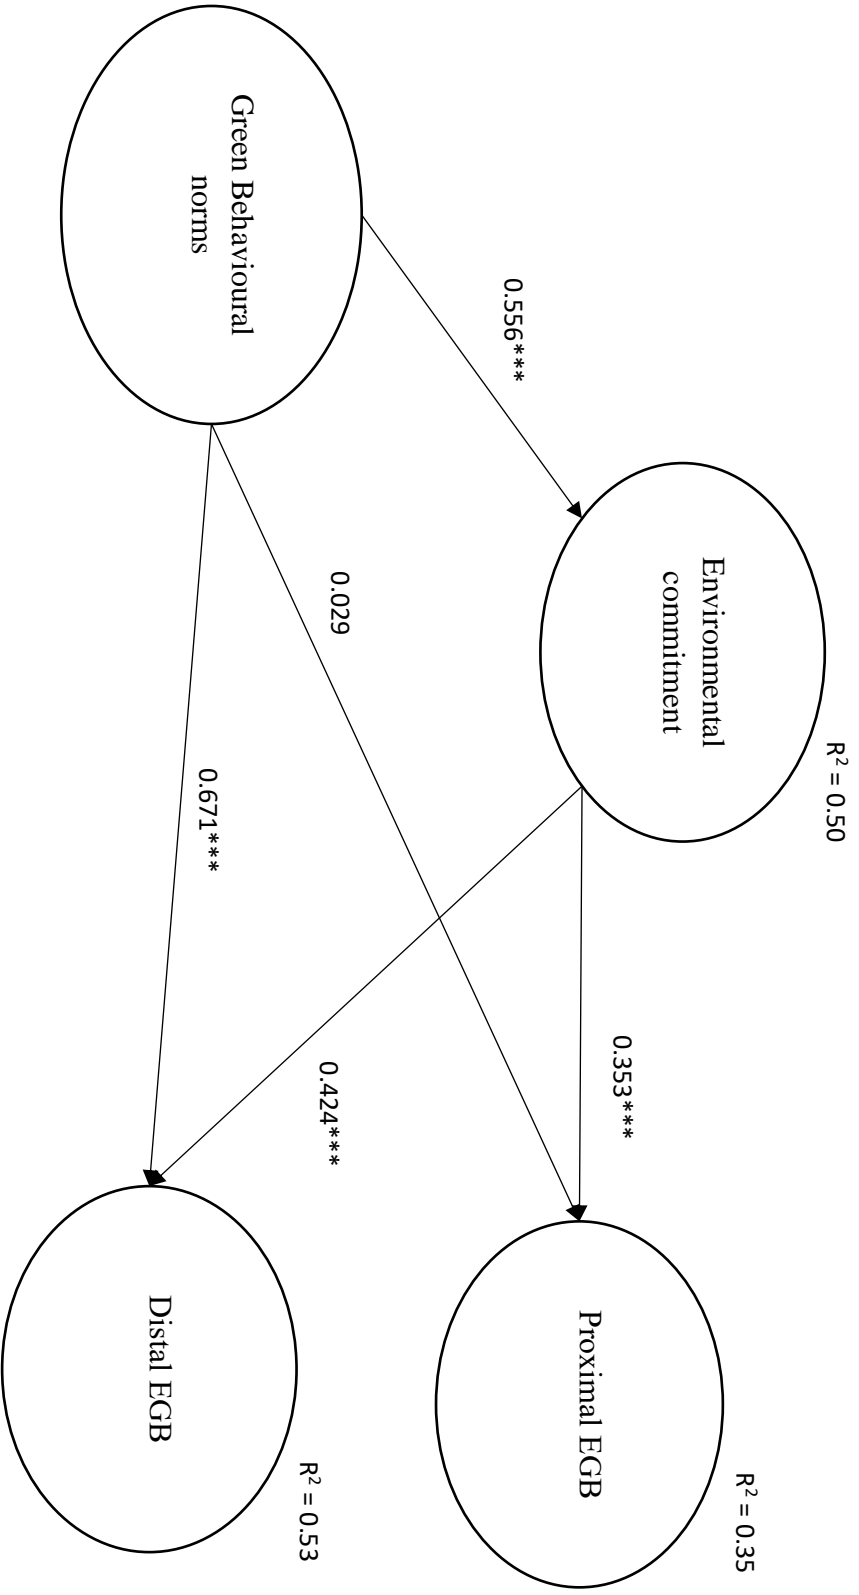 R² = 0.50
Environmental
commitment
R² = 0.35
0.556***
0.353***
Proximal EGB
0.029
Green Behavioural
norms
0.424***
R² = 0.53
0.671***
Distal EGB